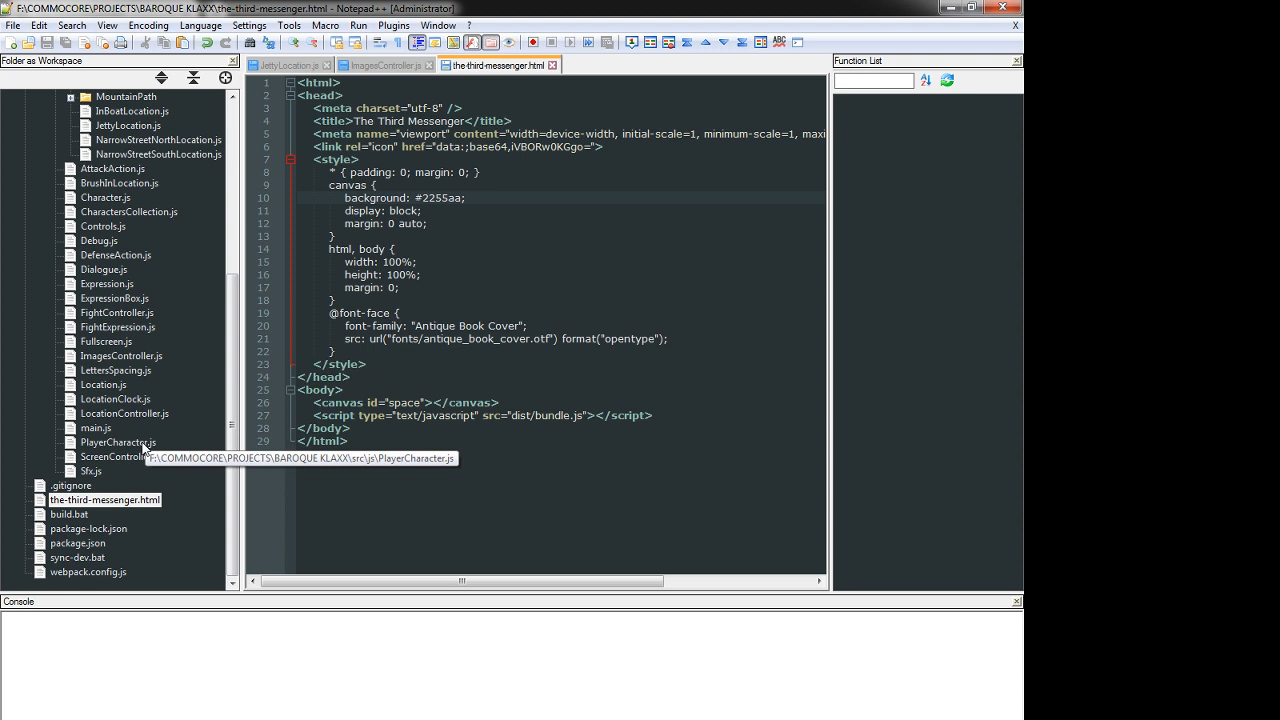 F:\COMMOCORE\PROJECTS\BAROQUE KLAXX\the-third-messenger.html - Notepad++ [Administrator]
File Edit Search View Encoding Language Settings Tools Macro Run Plugins Window ? X
Folder as Workspace
JettyLocation.js ImagesController.js the-third-messenger.html
Function List
MountainPath
InBoatLocation.js
JettyLocation.js
NarrowStreetNorthLocation.js
NarrowStreetSouthLocation.js
AttackAction.js
BrushInLocation.js
Character.js
CharactersCollection.js
Controls.js
Debug.js
DefenseAction.js
Dialogue.js
Expression.js
ExpressionBox.js
FightController.js
FightExpression.js
Fullscreen.js
ImagesController.js
LettersSpacing.js
Location.js
LocationClock.js
LocationController.js
main.js
PlayerCharacter.js
ScreenControll
Sfx.js
.gitignore
the-third-messenger.html
build.bat
package-lock.json
package.json
sync-dev.bat
webpack.config.js
1 <html>
2 <head>
3 <meta charset="utf-8" />
4 <title>The Third Messenger</title>
5 <meta name="viewport" content="width=device-width, initial-scale=1, minimum-scale=1, maxi
6 <link rel="icon" href="data:;base64,iVBORw0KGgo=">
7 <style>
8 * { padding: 0; margin: 0; }
9 canvas {
10 background: #2255aa;
11 display: block;
12 margin: 0 auto;
13 }
14 html, body {
15 width: 100%;
16 height: 100%;
17 margin: 0;
18 }
19 @font-face {
20 font-family: "Antique Book Cover";
21 src: url("fonts/antique_book_cover.otf") format("opentype");
22 }
23 </style>
24 </head>
25 <body>
26 <canvas id="space"></canvas>
27 <script type="text/javascript" src="dist/bundle.js"></script>
28 </body>
29 </html>
F:\COMMOCORE\PROJECTS\BAROQUE KLAXX\src\js\PlayerCharacter.js
Console